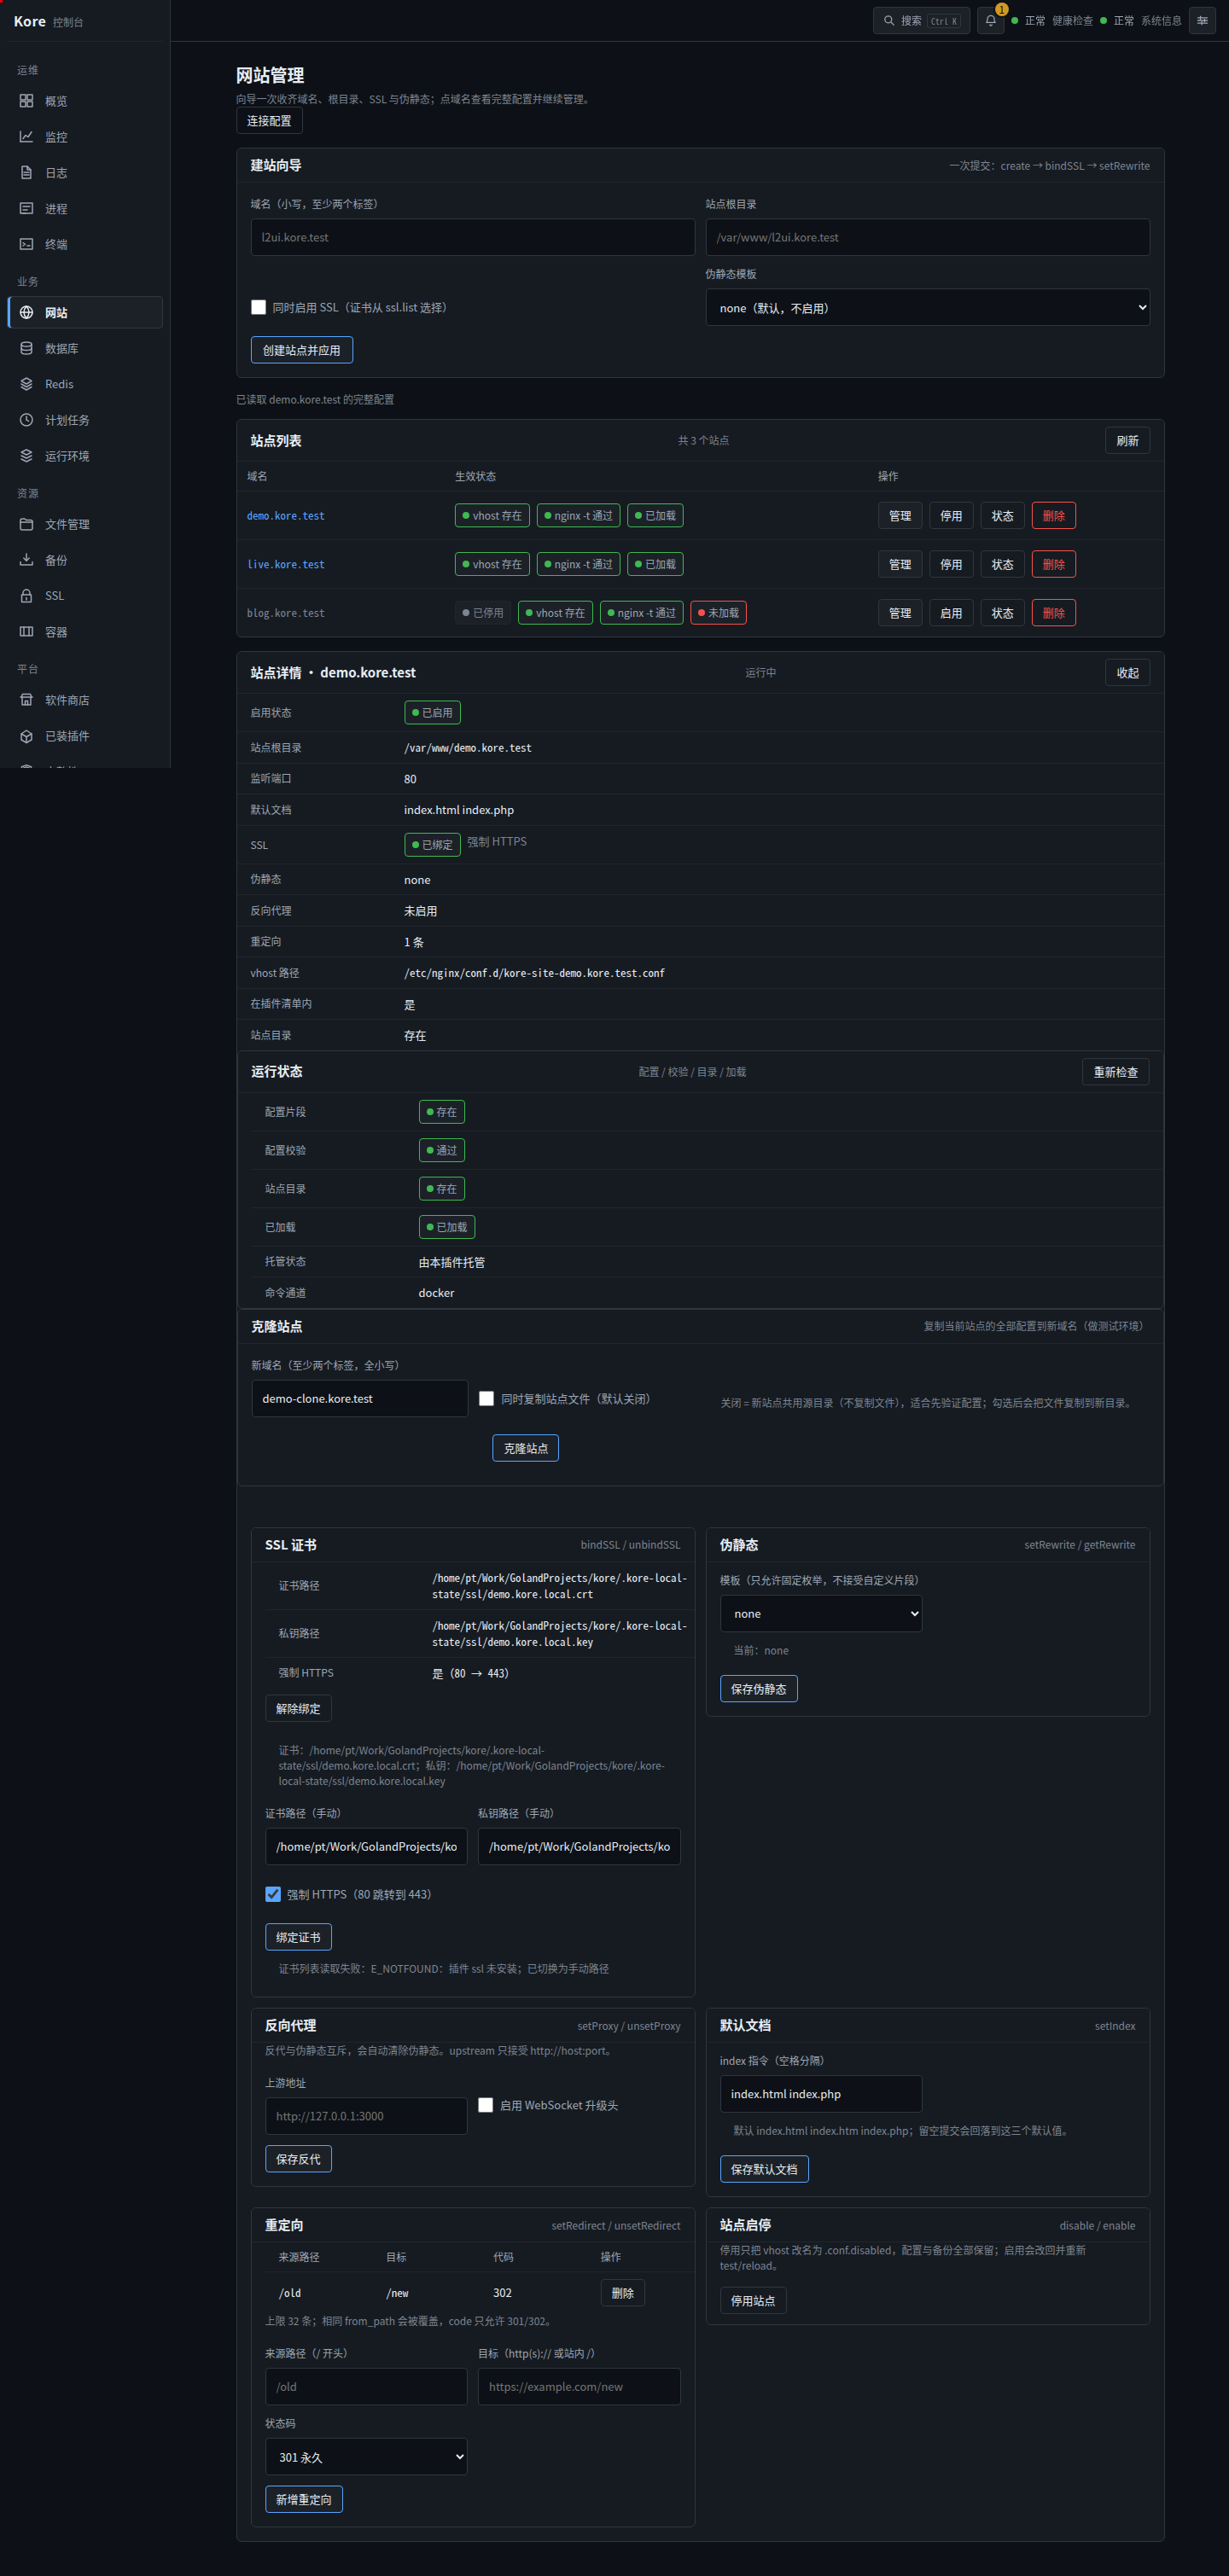 Kore 控制台
搜索 Ctrl K
1
正常 健康检查
正常 系统信息
运维
概览
监控
日志
进程
终端
业务
网站
数据库
Redis
计划任务
运行环境
资源
文件管理
备份
SSL
容器
平台
软件商店
已装插件
网站管理
向导一次收齐域名、根目录、SSL 与伪静态；点域名查看完整配置并继续管理。
连接配置
建站向导
一次提交：create → bindSSL → setRewrite
域名（小写，至少两个标签）
站点根目录
l2ui.kore.test
/var/www/l2ui.kore.test
伪静态模板
同时启用 SSL（证书从 ssl.list 选择）
none（默认，不启用）
创建站点并应用
已读取 demo.kore.test 的完整配置
站点列表
共 3 个站点
刷新
域名 生效状态 操作
demo.kore.test vhost 存在 nginx -t 通过 已加载 管理 停用 状态 删除
live.kore.test vhost 存在 nginx -t 通过 已加载 管理 停用 状态 删除
blog.kore.test 已停用 vhost 存在 nginx -t 通过 未加载 管理 启用 状态 删除
站点详情 · demo.kore.test
运行中
收起
启用状态 已启用
站点根目录 /var/www/demo.kore.test
监听端口 80
默认文档 index.html index.php
SSL 已绑定 强制 HTTPS
伪静态 none
反向代理 未启用
重定向 1 条
vhost 路径 /etc/nginx/conf.d/kore-site-demo.kore.test.conf
在插件清单内 是
站点目录 存在
运行状态
配置 / 校验 / 目录 / 加载
重新检查
配置片段 存在
配置校验 通过
站点目录 存在
已加载 已加载
托管状态 由本插件托管
命令通道 docker
克隆站点
复制当前站点的全部配置到新域名（做测试环境）
新域名（至少两个标签，全小写）
demo-clone.kore.test
同时复制站点文件（默认关闭）
关闭 = 新站点共用源目录（不复制文件），适合先验证配置；勾选后会把文件复制到新目录。
克隆站点
SSL 证书
bindSSL / unbindSSL
证书路径
/home/pt/Work/GolandProjects/kore/.kore-local-
state/ssl/demo.kore.local.crt
私钥路径
/home/pt/Work/GolandProjects/kore/.kore-local-
state/ssl/demo.kore.local.key
强制 HTTPS 是（80 → 443）
解除绑定
证书：/home/pt/Work/GolandProjects/kore/.kore-local-
state/ssl/demo.kore.local.crt；私钥：/home/pt/Work/GolandProjects/kore/.kore-
local-state/ssl/demo.kore.local.key
证书路径（手动）
私钥路径（手动）
/home/pt/Work/GolandProjects/ko
/home/pt/Work/GolandProjects/ko
强制 HTTPS（80 跳转到 443）
绑定证书
证书列表读取失败：E_NOTFOUND：插件 ssl 未安装；已切换为手动路径
伪静态
setRewrite / getRewrite
模板（只允许固定枚举，不接受自定义片段）
none
当前：none
保存伪静态
反向代理
setProxy / unsetProxy
反代与伪静态互斥，会自动清除伪静态。upstream 只接受 http://host:port。
上游地址
http://127.0.0.1:3000
启用 WebSocket 升级头
保存反代
默认文档
setIndex
index 指令（空格分隔）
index.html index.php
默认 index.html index.htm index.php；留空提交会回落到这三个默认值。
保存默认文档
重定向
setRedirect / unsetRedirect
来源路径 目标 代码 操作
/old /new 302 删除
上限 32 条；相同 from_path 会被覆盖，code 只允许 301/302。
来源路径（/ 开头）
目标（http(s):// 或站内 /）
/old
https://example.com/new
状态码
301 永久
新增重定向
站点启停
disable / enable
停用只把 vhost 改名为 .conf.disabled，配置与备份全部保留；启用会改回并重新
test/reload。
停用站点